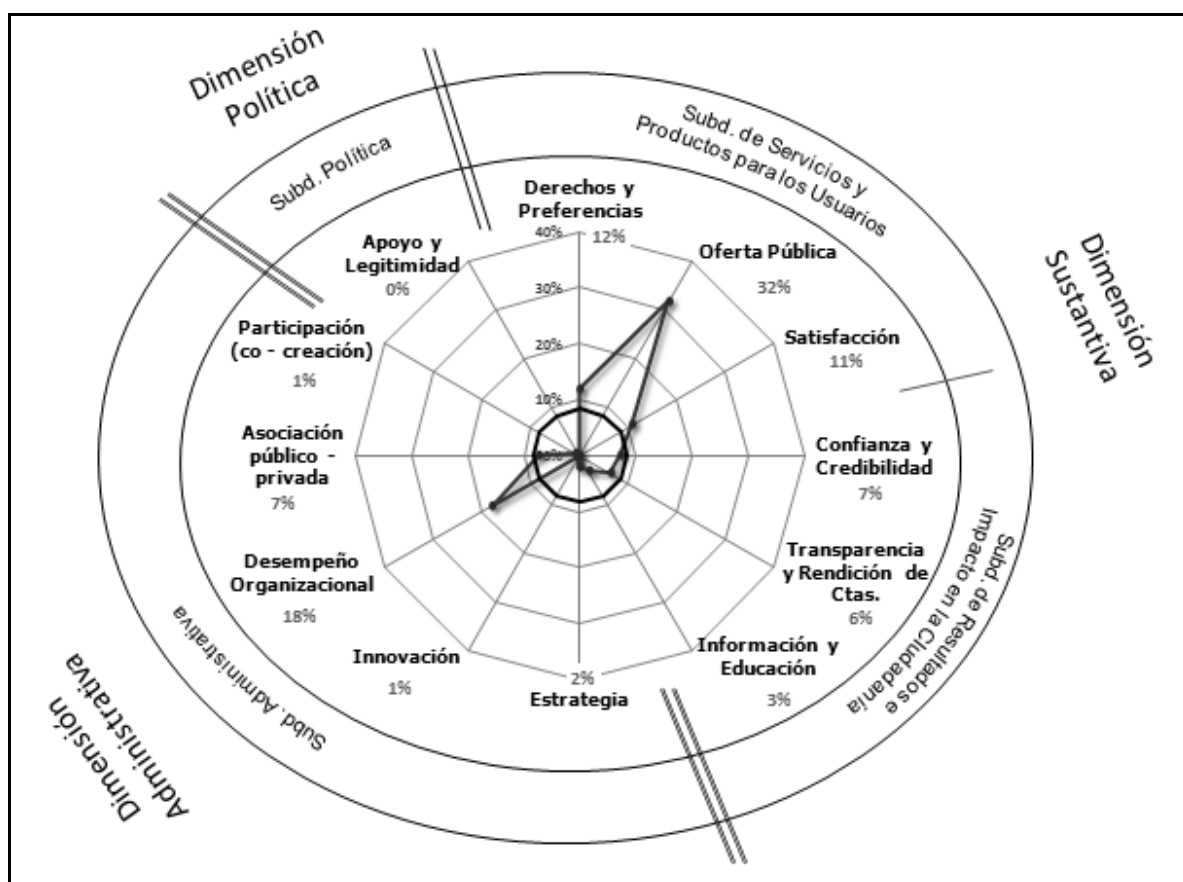 Dimensión
Política
Subd. Política
Subd. de Servicios y
Productos para los Usuarios
Dimensión
Sustantiva
Derechos y
Preferencias
12%
Oferta Pública
32%
Satisfacción
11%
Confianza y
Credibilidad
7%
Transparencia
y Rendición de
Ctas.
6%
Información y
Educación
3%
2%
Estrategia
Innovación
1%
Desempeño
Organizacional
18%
Asociación
público -
privada
7%
Participación
(co - creación)
1%
Apoyo y
Legitimidad
0%
40%
30%
20%
10%
Subd. de Resultados e
Impacto en la Ciudadanía
Subd. Administrativa
Dimensión
Administrativa